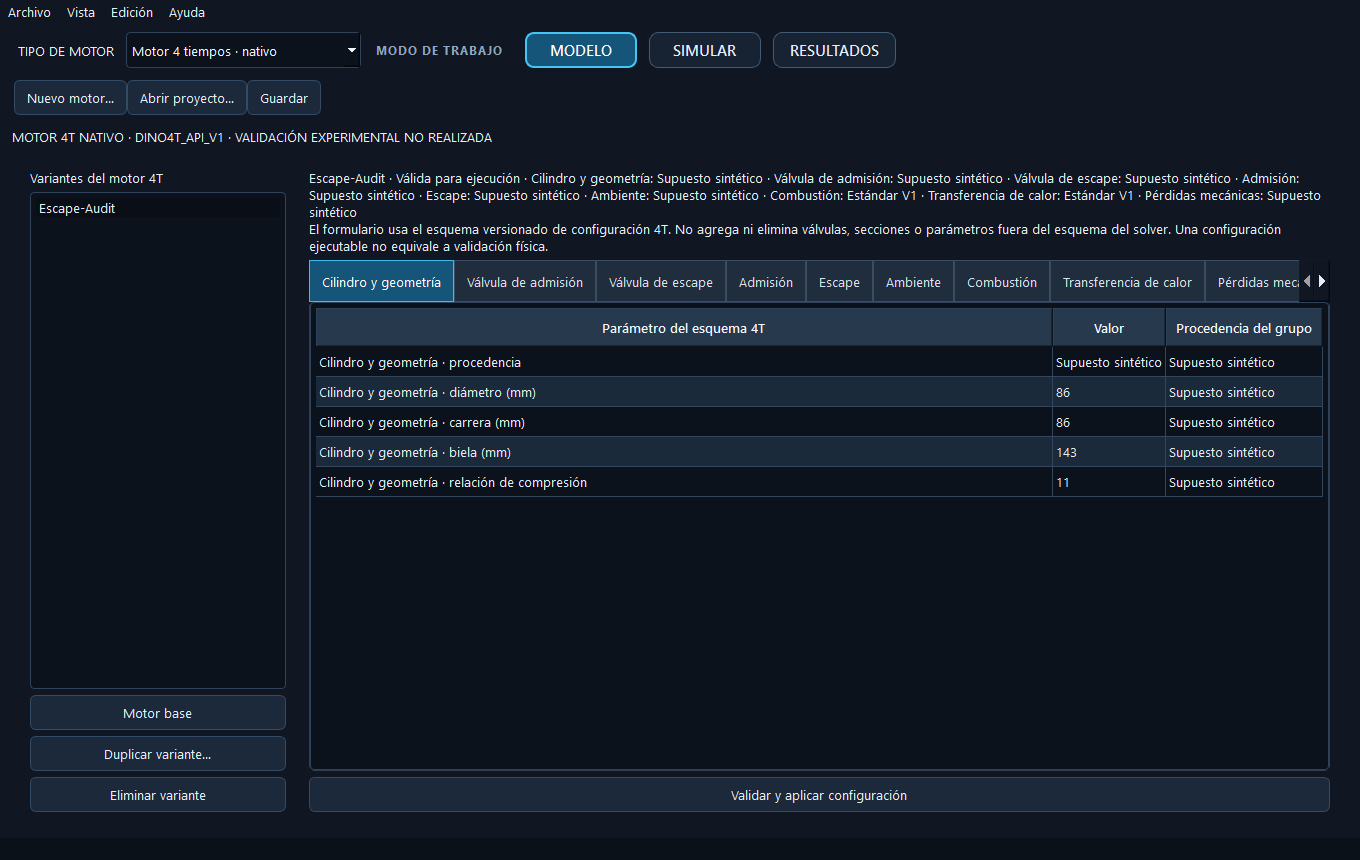 Archivo Vista Edición Ayuda
TIPO DE MOTOR Motor 4 tiempos · nativo MODO DE TRABAJO MODELO SIMULAR RESULTADOS
Nuevo motor... Abrir proyecto... Guardar
MOTOR 4T NATIVO · DINO4T_API_V1 · VALIDACIÓN EXPERIMENTAL NO REALIZADA
Variantes del motor 4T
Escape-Audit
Motor base
Duplicar variante...
Eliminar variante
Escape-Audit · Válida para ejecución · Cilindro y geometría: Supuesto sintético · Válvula de admisión: Supuesto sintético · Válvula de escape: Supuesto sintético · Admisión:
Supuesto sintético · Escape: Supuesto sintético · Ambiente: Supuesto sintético · Combustión: Estándar V1 · Transferencia de calor: Estándar V1 · Pérdidas mecánicas: Supuesto
sintético
El formulario usa el esquema versionado de configuración 4T. No agrega ni elimina válvulas, secciones o parámetros fuera del esquema del solver. Una configuración
ejecutable no equivale a validación física.
Cilindro y geometría Válvula de admisión Válvula de escape Admisión Escape Ambiente Combustión Transferencia de calor Pérdidas meca
Parámetro del esquema 4T Valor Procedencia del grupo
Cilindro y geometría · procedencia Supuesto sintético Supuesto sintético
Cilindro y geometría · diámetro (mm) 86 Supuesto sintético
Cilindro y geometría · carrera (mm) 86 Supuesto sintético
Cilindro y geometría · biela (mm) 143 Supuesto sintético
Cilindro y geometría · relación de compresión 11 Supuesto sintético
Validar y aplicar configuración